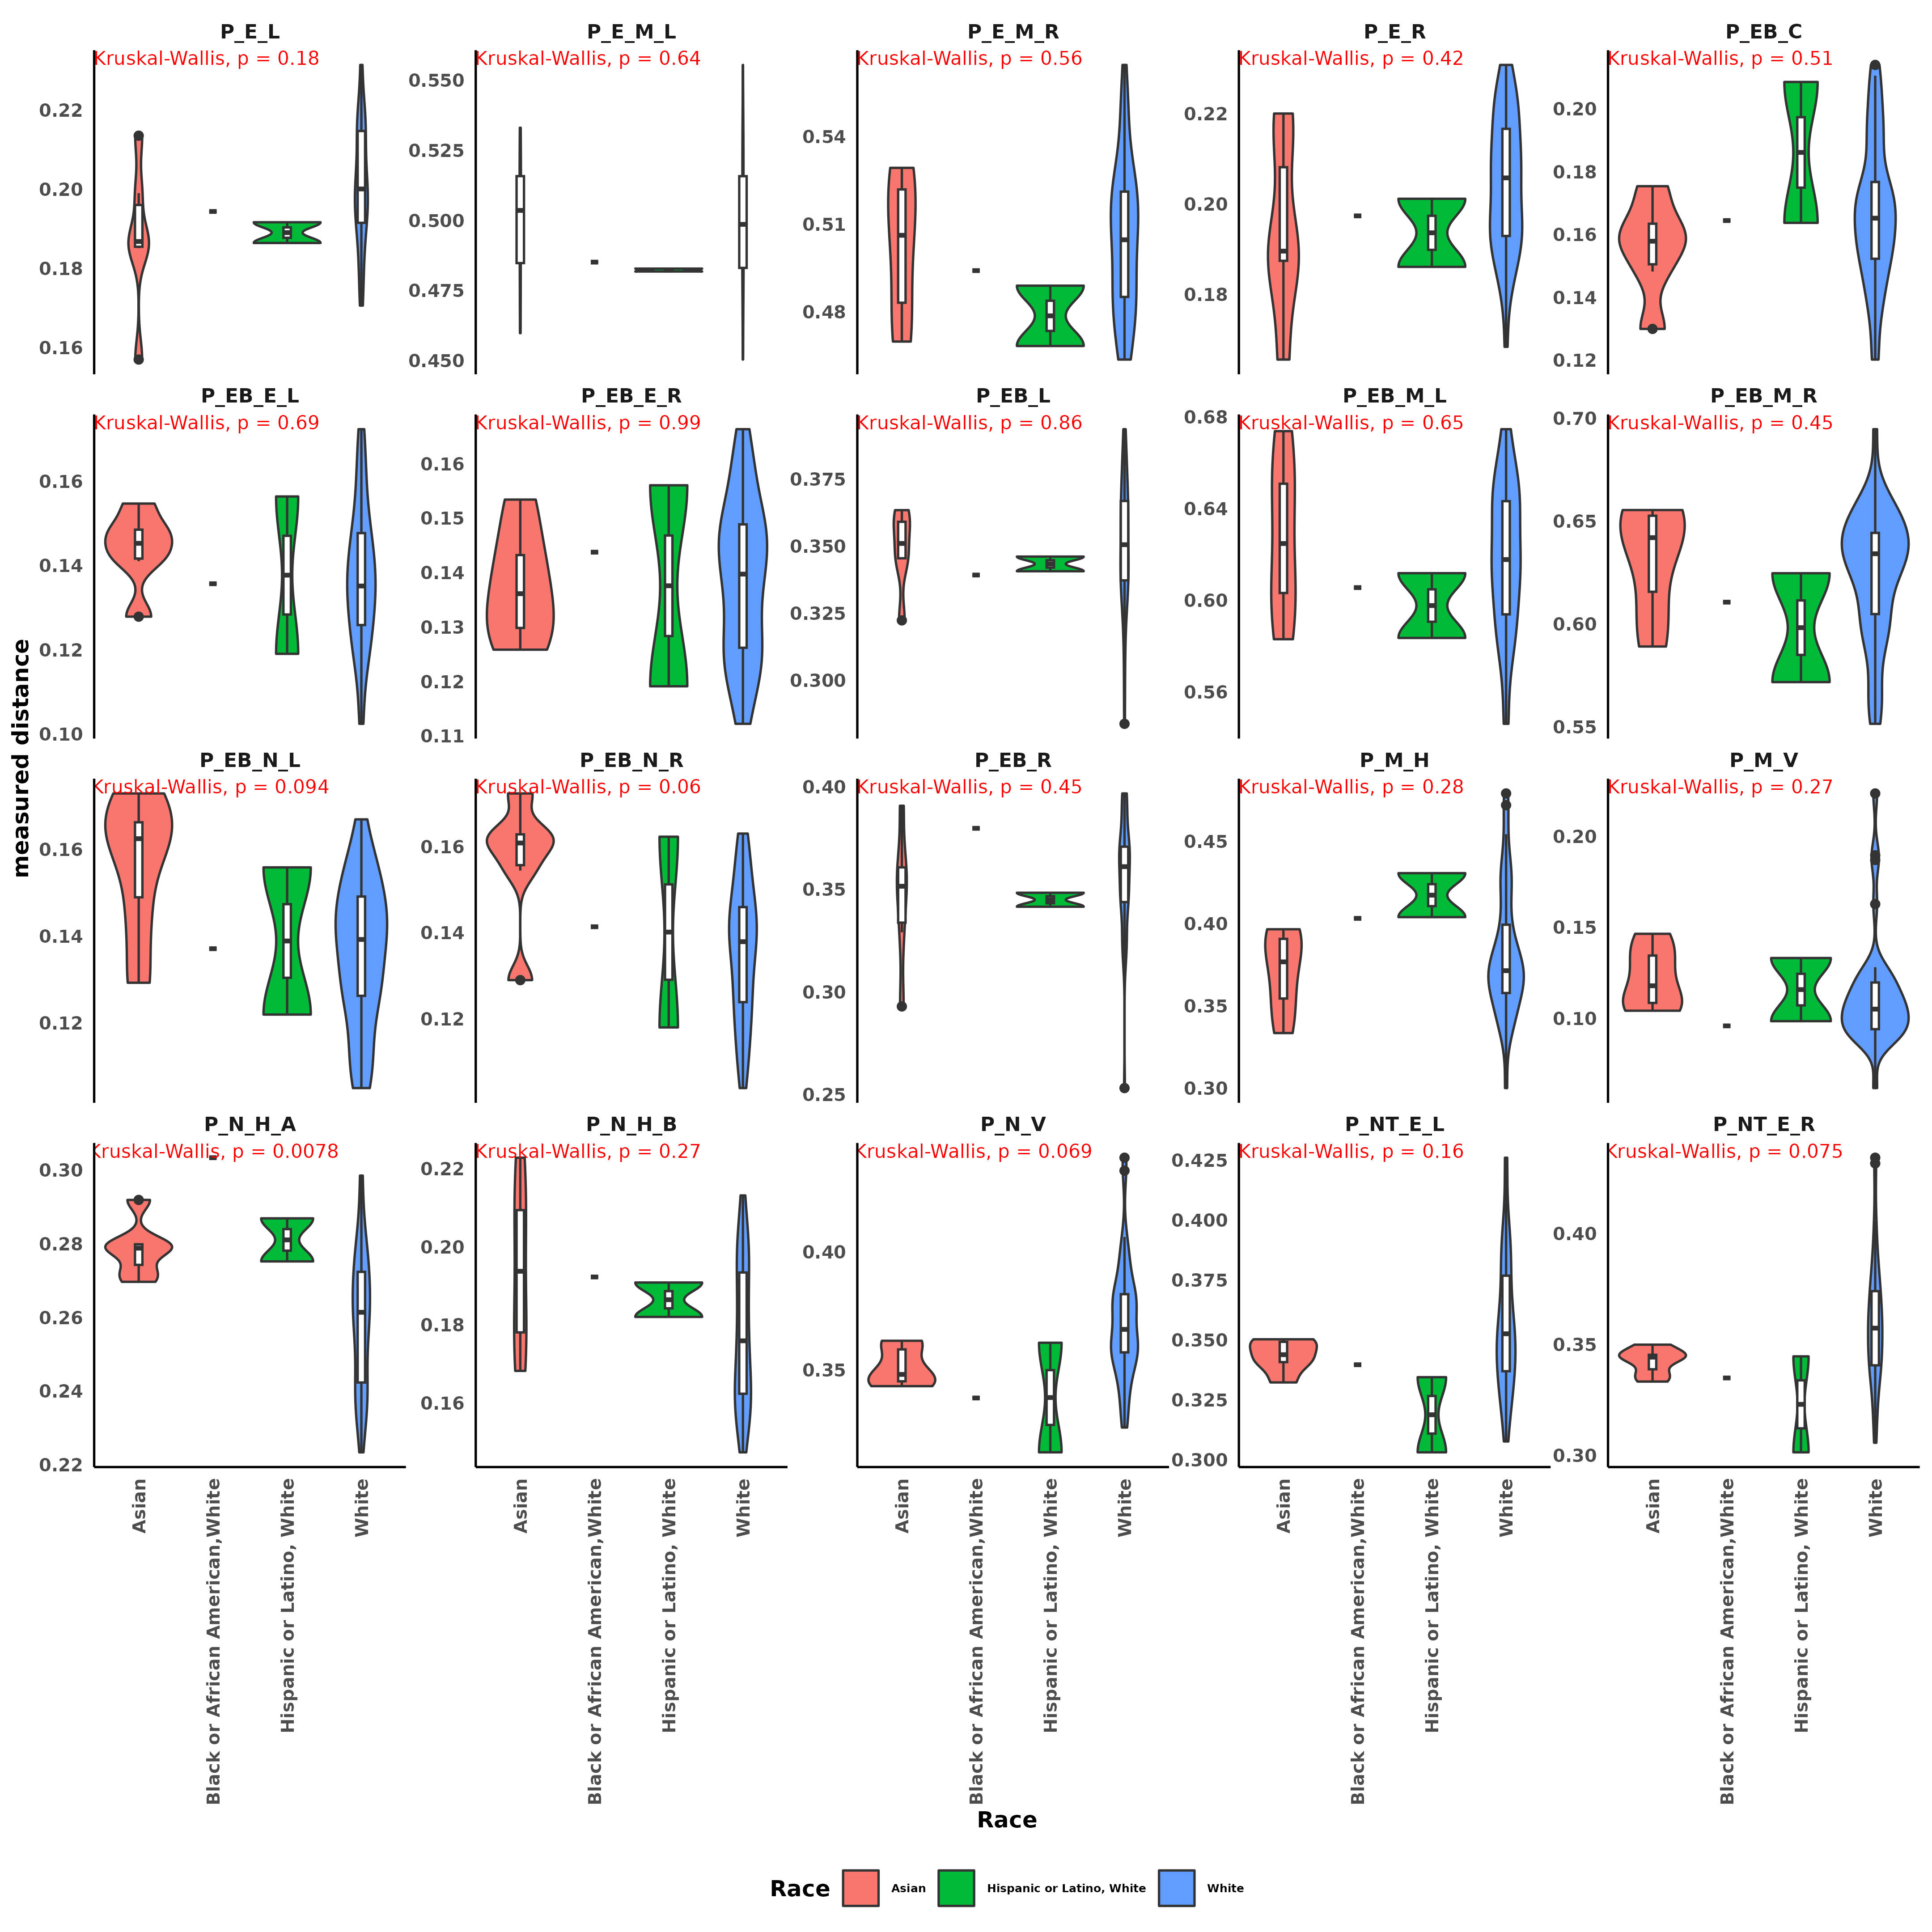 P_E_L P_E_M_L P_E_M_R P_E_R P_EB_C
Kruskal-Wallis, p = 0.18 Kruskal-Wallis, p = 0.64 Kruskal-Wallis, p = 0.56 Kruskal-Wallis, p = 0.42 Kruskal-Wallis, p = 0.51
0.22 0.20 0.18 0.16
0.550 0.525 0.500 0.475 0.450
0.54 0.51 0.48
0.22 0.20 0.18
0.20 0.18 0.16 0.14 0.12
P_EB_E_L P_EB_E_R P_EB_L P_EB_M_L P_EB_M_R
Kruskal-Wallis, p = 0.69 Kruskal-Wallis, p = 0.99 Kruskal-Wallis, p = 0.86 Kruskal-Wallis, p = 0.65 Kruskal-Wallis, p = 0.45
0.16 0.14 0.12 0.10
0.16 0.15 0.14 0.13 0.12 0.11
0.375 0.350 0.325 0.300
0.68 0.64 0.60 0.56
0.70 0.65 0.60 0.55
measured distance
P_EB_N_L P_EB_N_R P_EB_R P_M_H P_M_V
Kruskal-Wallis, p = 0.094 Kruskal-Wallis, p = 0.06 Kruskal-Wallis, p = 0.45 Kruskal-Wallis, p = 0.28 Kruskal-Wallis, p = 0.27
0.16 0.14 0.12
0.16 0.14 0.12
0.40 0.35 0.30 0.25
0.45 0.40 0.35 0.30
0.20 0.15 0.10
P_N_H_A P_N_H_B P_N_V P_NT_E_L P_NT_E_R
Kruskal-Wallis, p = 0.0078 Kruskal-Wallis, p = 0.27 Kruskal-Wallis, p = 0.069 Kruskal-Wallis, p = 0.16 Kruskal-Wallis, p = 0.075
0.30 0.28 0.26 0.24 0.22
0.22 0.20 0.18 0.16
0.40 0.35
0.425 0.400 0.375 0.350 0.325 0.300
0.40 0.35 0.30
Asian
Black or African American,White
Hispanic or Latino, White
White
Asian
Black or African American,White
Hispanic or Latino, White
White
Asian
Black or African American,White
Hispanic or Latino, White
White
Asian
Black or African American,White
Hispanic or Latino, White
White
Asian
Black or African American,White
Hispanic or Latino, White
White
Race
Race Asian Hispanic or Latino, White White